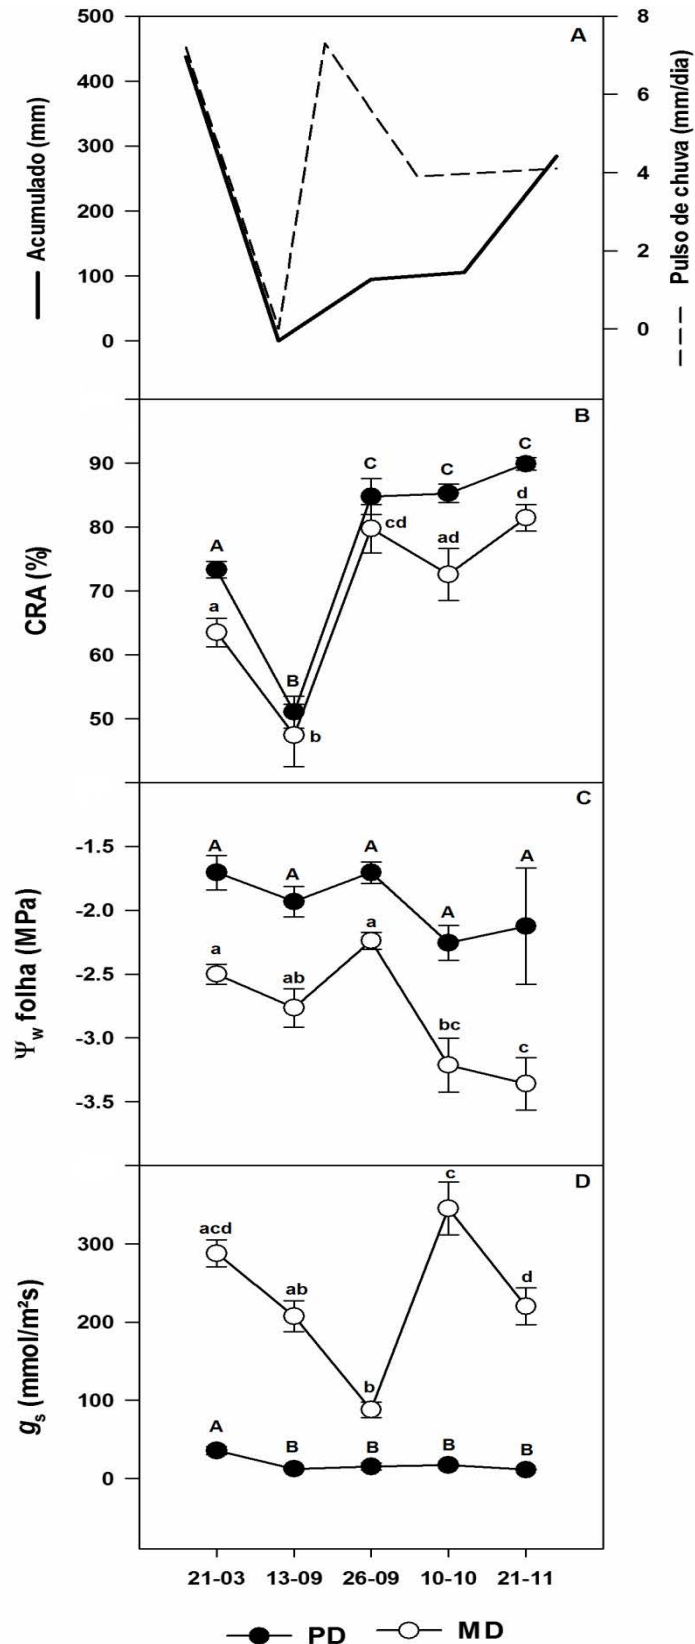 A
500
400
300
200
100
0
Acumulado (mm)
8
6
4
2
0
Pulso de chuva (mm/dia)
B
90
80
70
60
50
CRA (%)
A
a
B
b
C
cd
C
ad
C
d
C
-1.5
-2.0
-2.5
-3.0
-3.5
Ψw folha (MPa)
A
A
A
A
A
a
ab
a
bc
c
D
300
200
100
0
gs (mmol/m²s)
acd
ab
b
c
d
A
B
B
B
B
21-03 13-09 26-09 10-10 21-11
PD MD